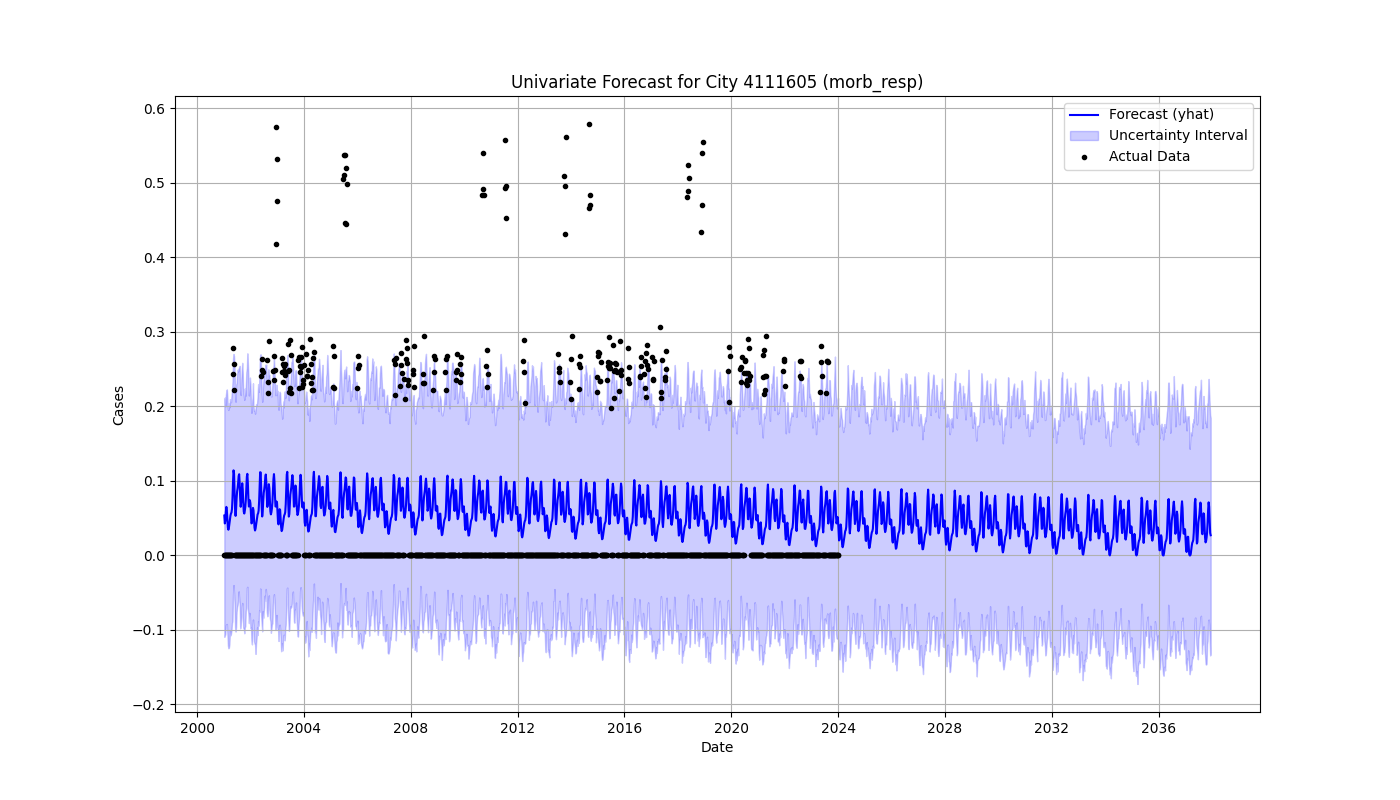 Univariate Forecast for City 4111605 (morb_resp)
Forecast (yhat)
Uncertainty Interval
Actual Data
Cases
0.6
0.5
0.4
0.3
0.2
0.1
0.0
−0.1
−0.2
2000 2004 2008 2012 2016 2020 2024 2028 2032 2036
Date